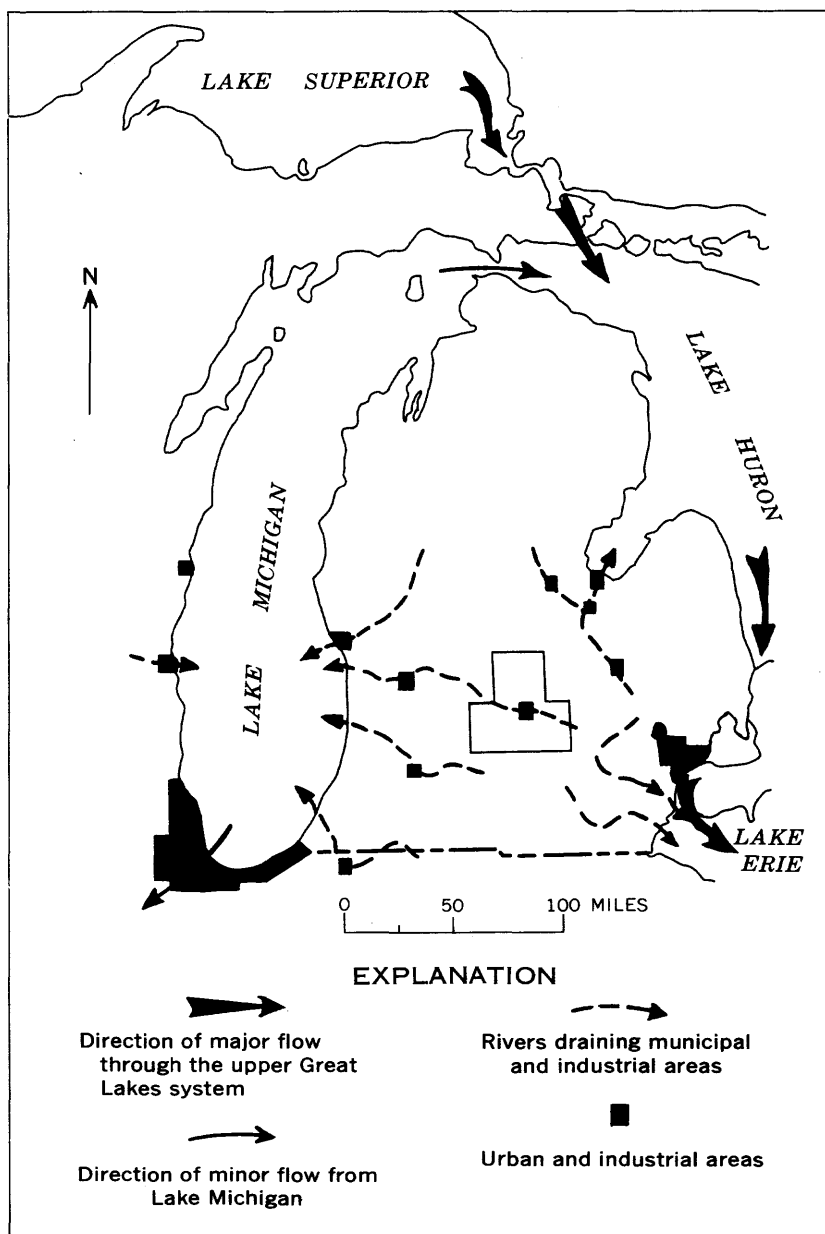 LAKE SUPERIOR
N
LAKE HURON
LAKE MICHIGAN
LAKE
ERIE
0 50 100 MILES
EXPLANATION
Direction of major flow
through the upper Great
Lakes system
Direction of minor flow from
Lake Michigan
Rivers draining municipal
and industrial areas
Urban and industrial areas